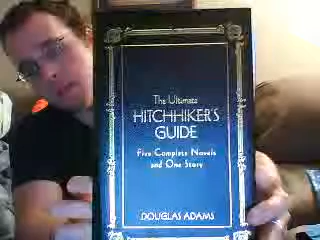 The Ultimate
HITCHHIKER'S
GUIDE
Five Complete Novels
and One Story
DOUGLAS ADAMS